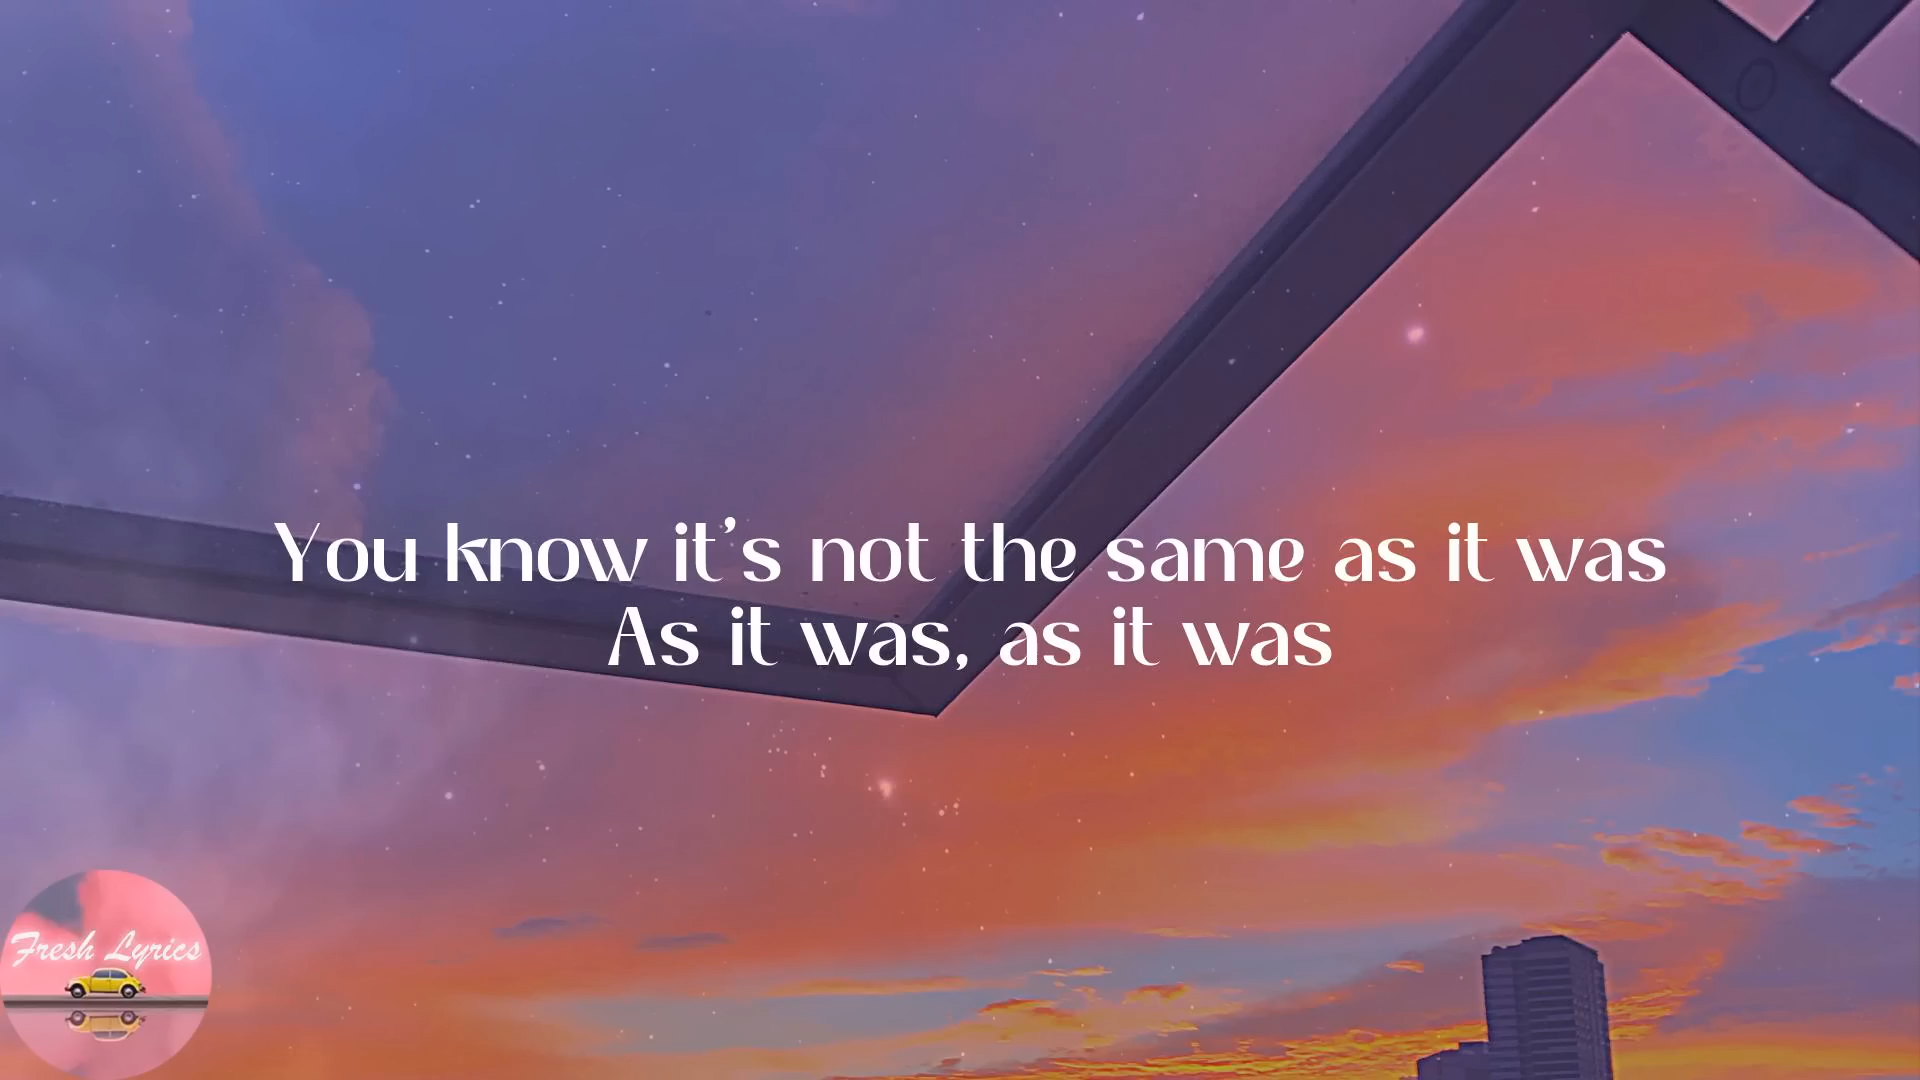 You know it's not the same as it was
As it was, as it was
Fresh Lyrics